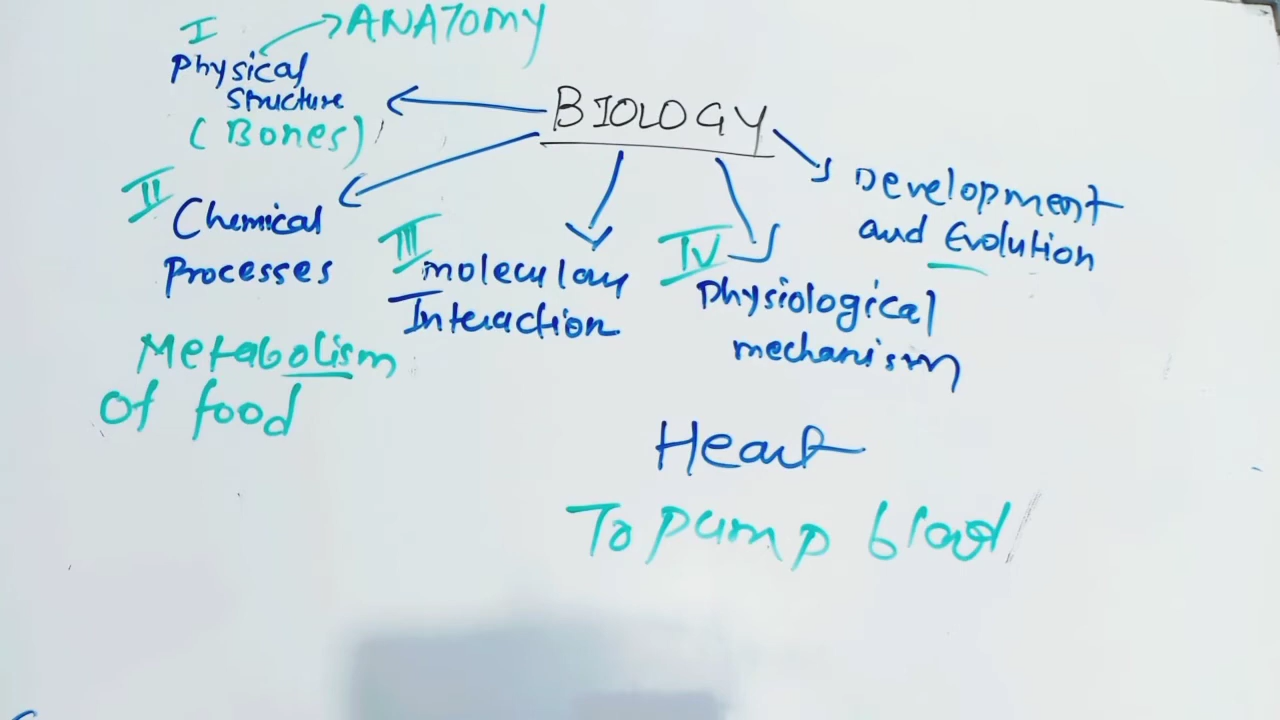 I
ANATOMY
Physical
Structure
(Bones)
BIOLOGY
II
Chemical
Processes
Metabolism
Of food
III
molecular
Interaction
IV
Physiological
mechanism
Heart
To pump blood
Development
and Evolution